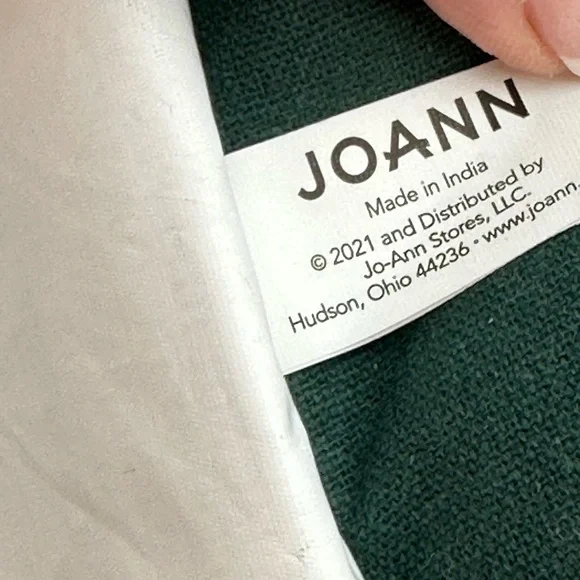 JOANN
Made in India
© 2021 and Distributed by
Jo-Ann Stores, LLC.
Hudson, Ohio 44236 • www.joann.